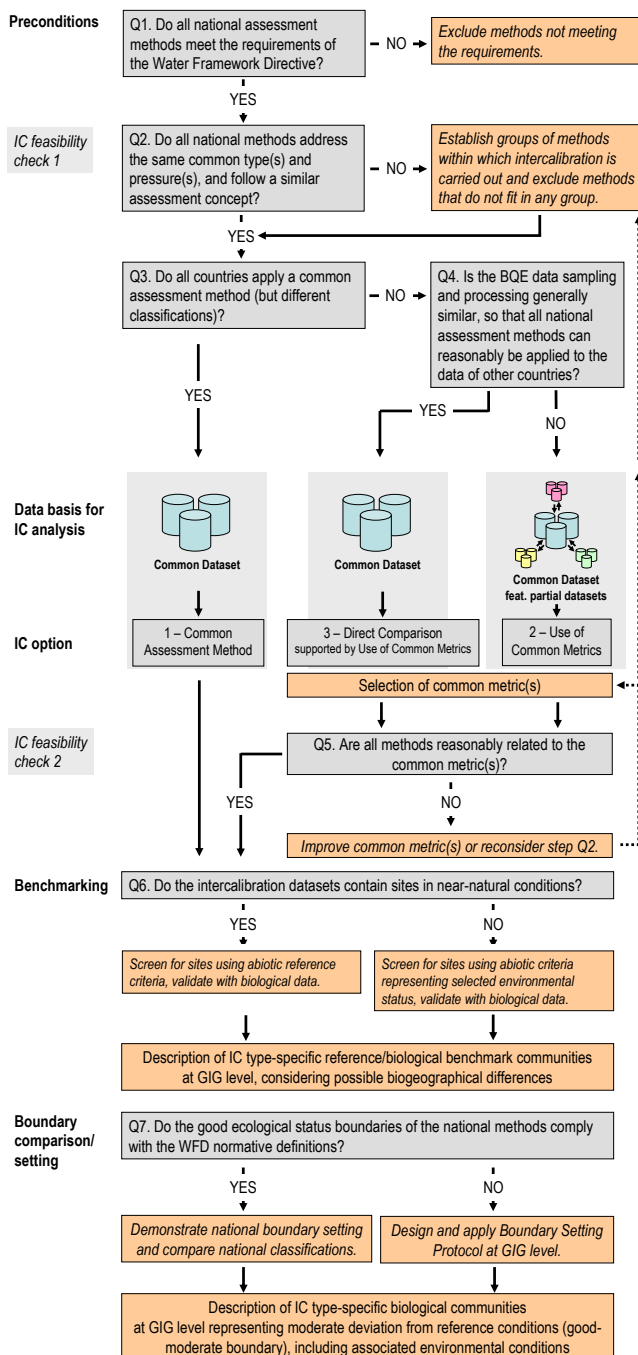 Preconditions
Q1. Do all national assessment
methods meet the requirements of
the Water Framework Directive?
NO
Exclude methods not meeting
the requirements.
YES
IC feasibility
check 1
Q2. Do all national methods address
the same common type(s) and
pressure(s), and follow a similar
assessment concept?
NO
Establish groups of methods
within which intercalibration is
carried out and exclude methods
that do not fit in any group.
YES
Q3. Do all countries apply a common
assessment method (but different
classifications)?
NO
Q4. Is the BQE data sampling
and processing generally
similar, so that all national
assessment methods can
reasonably be applied to the
data of other countries?
YES
YES
NO
Data basis for
IC analysis
Common Dataset
Common Dataset
Common Dataset
feat. partial datasets
IC option
1 – Common
Assessment Method
3 – Direct Comparison
supported by Use of Common Metrics
2 – Use of
Common Metrics
Selection of common metric(s)
IC feasibility
check 2
Q5. Are all methods reasonably related to the
common metric(s)?
YES
NO
Improve common metric(s) or reconsider step Q2.
Benchmarking
Q6. Do the intercalibration datasets contain sites in near-natural conditions?
YES
NO
Screen for sites using abiotic reference
criteria, validate with biological data.
Screen for sites using abiotic criteria
representing selected environmental
status, validate with biological data.
Description of IC type-specific reference/biological benchmark communities
at GIG level, considering possible biogeographical differences
Boundary
comparison/
setting
Q7. Do the good ecological status boundaries of the national methods comply
with the WFD normative definitions?
YES
NO
Demonstrate national boundary setting
and compare national classifications.
Design and apply Boundary Setting
Protocol at GIG level.
Description of IC type-specific biological communities
at GIG level representing moderate deviation from reference conditions (good-
moderate boundary), including associated environmental conditions